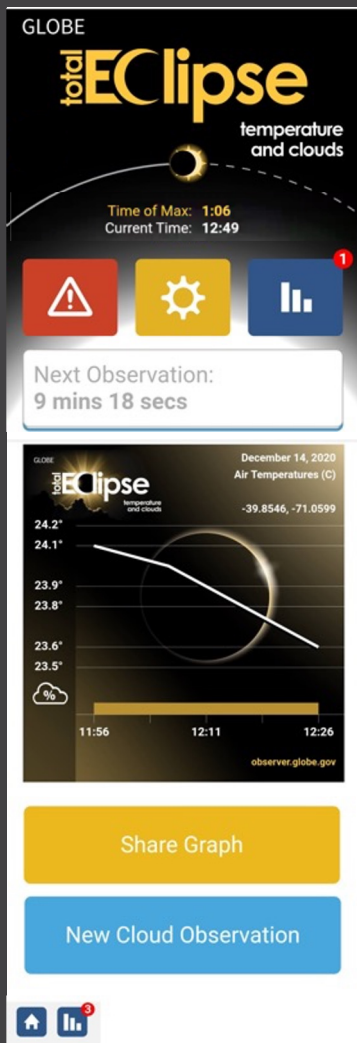 GLOBE
total EClipse
temperature
and clouds
Time of Max: 1:06
Current Time: 12:49
1
Next Observation:
9 mins 18 secs
GLOBE
total EClipse
temperature
and clouds
December 14, 2020
Air Temperatures (C)
-39.8546, -71.0599
24.2°
24.1°
23.9°
23.8°
23.6°
23.5°
%
11:56 12:11 12:26
observer.globe.gov
Share Graph
New Cloud Observation
3